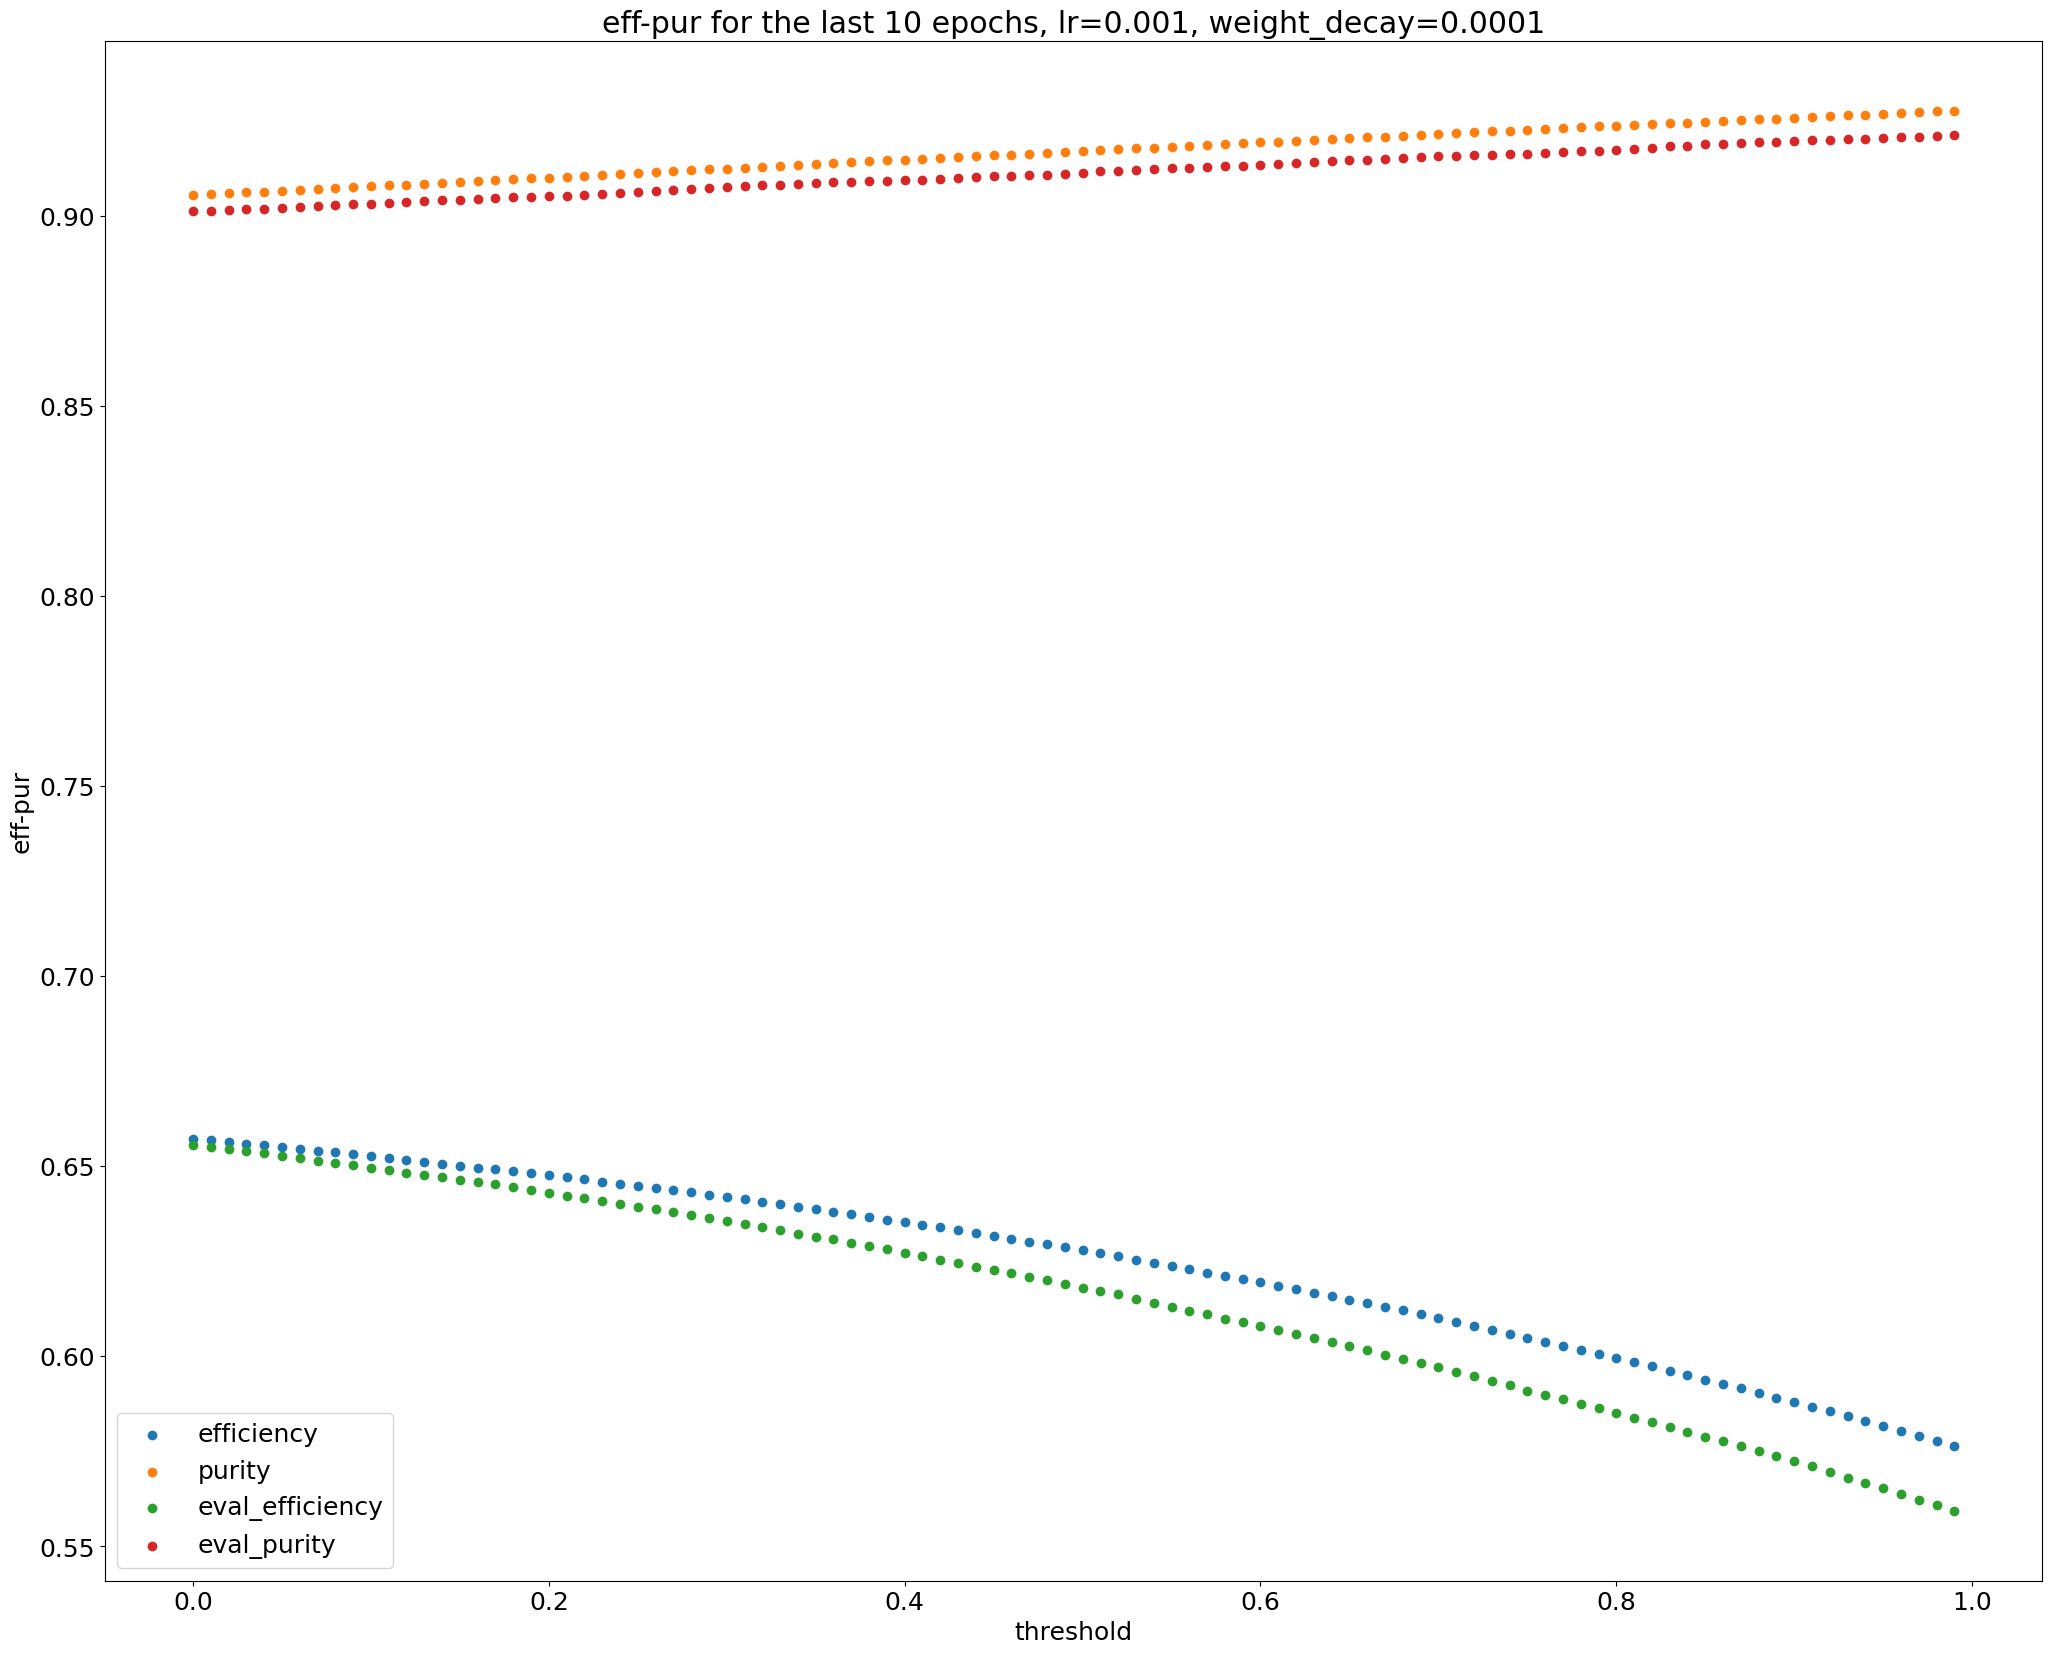 eff-pur for the last 10 epochs, lr=0.001, weight_decay=0.0001
eff-pur
0.90
0.85
0.80
0.75
0.70
0.65
0.60
0.55
efficiency
purity
eval_efficiency
eval_purity
0.0 0.2 0.4 0.6 0.8 1.0
threshold